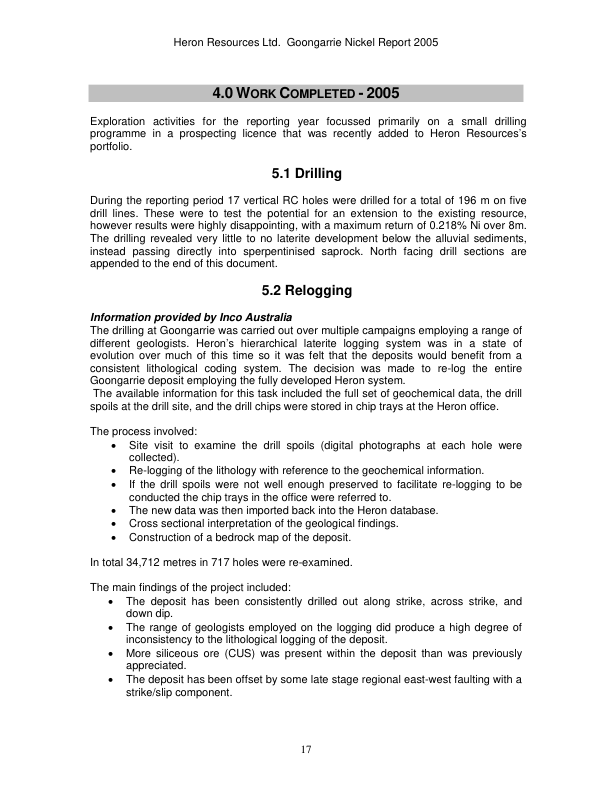 Heron Resources Ltd.  Goongarrie Nickel Report 2005
4.0 WORK COMPLETED - 2005
Exploration activities for the reporting year focussed primarily on a small drilling
programme in a prospecting licence that was recently added to Heron Resources's
portfolio.
5.1 Drilling
During the reporting period 17 vertical RC holes were drilled for a total of 196 m on five
drill lines. These were to test the potential for an extension to the existing resource,
however results were highly disappointing, with a maximum return of 0.218% Ni over 8m.
The drilling revealed very little to no laterite development below the alluvial sediments,
instead passing directly into sperpentinised saprock. North facing drill sections are
appended to the end of this document.
5.2 Relogging
Information provided by Inco Australia
The drilling at Goongarrie was carried out over multiple campaigns employing a range of
different geologists. Heron's hierarchical laterite logging system was in a state of
evolution over much of this time so it was felt that the deposits would benefit from a
consistent lithological coding system. The decision was made to re-log the entire
Goongarrie deposit employing the fully developed Heron system.
The available information for this task included the full set of geochemical data, the drill
spoils at the drill site, and the drill chips were stored in chip trays at the Heron office.
The process involved:
• Site visit to examine the drill spoils (digital photographs at each hole were
collected).
• Re-logging of the lithology with reference to the geochemical information.
• If the drill spoils were not well enough preserved to facilitate re-logging to be
conducted the chip trays in the office were referred to.
• The new data was then imported back into the Heron database.
• Cross sectional interpretation of the geological findings.
• Construction of a bedrock map of the deposit.
In total 34,712 metres in 717 holes were re-examined.
The main findings of the project included:
• The deposit has been consistently drilled out along strike, across strike, and
down dip.
• The range of geologists employed on the logging did produce a high degree of
inconsistency to the lithological logging of the deposit.
• More siliceous ore (CUS) was present within the deposit than was previously
appreciated.
• The deposit has been offset by some late stage regional east-west faulting with a
strike/slip component.
17